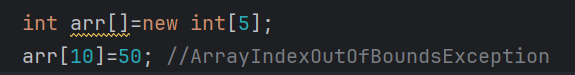 int arr[]=new int[5];
arr[10]=50; //ArrayIndexOutOfBoundsException